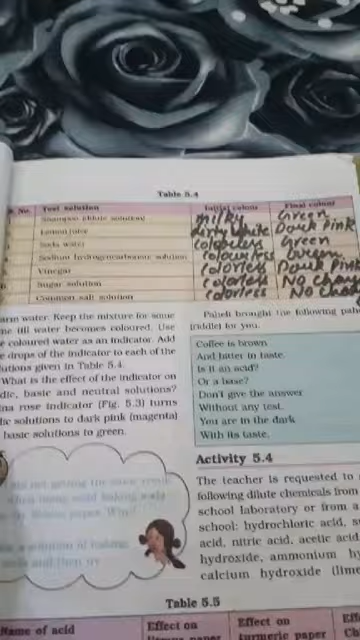 Table 5.4
No. Test solution Initial colour Final colour
Shampoo (dilute solution) Milky Green
Lemon juice dirty white Dark Pink
Soda water colorless Green
Sodium hydrogencarbonate solution colourless Green
Vinegar colorless Dark Pink
Sugar solution colorless No Chan
Common salt solution colorless No Cha
arm water. Keep the mixture for some
me till water becomes coloured. Use
e coloured water as an indicator. Add
e drops of the indicator to each of the
lutions given in Table 5.4.
What is the effect of the indicator on
dic, basic and neutral solutions?
ina rose indicator (Fig. 5.3) turns
dic solutions to dark pink (magenta)
basic solutions to green.
Paheli brought the following pah
(riddle) for you.
Coffee is brown
And bitter in taste.
Is it an acid?
Or a base?
Don't give the answer
Without any test.
You are in the dark
With its taste.
Activity 5.4
The teacher is requested to
following dilute chemicals from
school laboratory or from a
school: hydrochloric acid, s
acid, nitric acid, acetic acid
hydroxide, ammonium hy
calcium hydroxide (lime
Table 5.5
Name of acid Effect on Effect on Eff
litmus paper turmeric paper